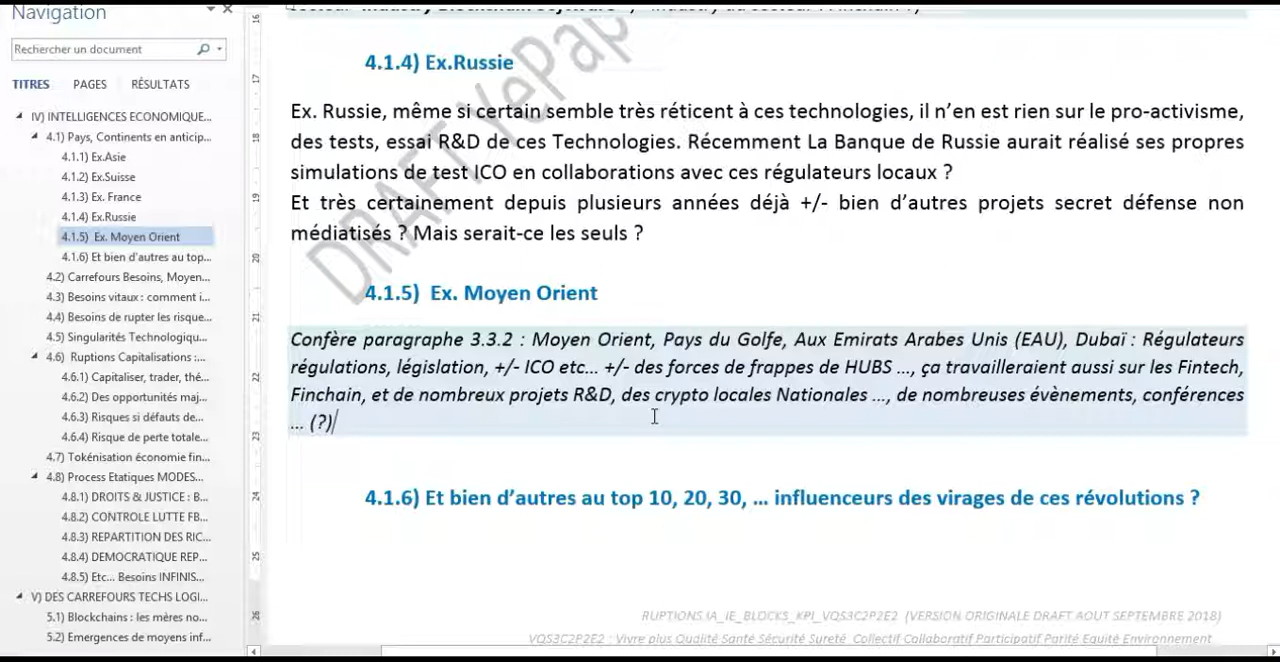 Navigation
Rechercher un document
TITRES PAGES RÉSULTATS
IV) INTELLIGENCES ECONOMIQUE...
4.1) Pays, Continents en anticip...
4.1.1) Ex.Asie
4.1.2) Ex.Suisse
4.1.3) Ex. France
4.1.4) Ex.Russie
4.1.5) Ex. Moyen Orient
4.1.6) Et bien d'autres au top...
4.2) Carrefours Besoins, Moyen...
4.3) Besoins vitaux : comment i...
4.4) Besoins de rupter les risque...
4.5) Singularités Technologiqu...
4.6) Ruptions Capitalisations :...
4.6.1) Capitaliser, trader, thé...
4.6.2) Des opportunités maj...
4.6.3) Risques si défauts de...
4.6.4) Risque de perte totale...
4.7) Tokénisation économie fin...
4.8) Process Etatiques MODES...
4.8.1) DROITS & JUSTICE : B...
4.8.2) CONTROLE LUTTE FB...
4.8.3) REPARTITION DES RIC...
4.8.4) DEMOCRATIQUE REP...
4.8.5) Etc... Besoins INFINIS...
V) DES CARREFOURS TECHS LOGI...
5.1) Blockchains : les mères no...
5.2) Emergences de moyens inf...
16
17
18
19
20
21
22
23
24
25
26
4.1.4) Ex.Russie
Ex. Russie, même si certain semble très réticent à ces technologies, il n'en est rien sur le pro-activisme,
des tests, essai R&D de ces Technologies. Récemment La Banque de Russie aurait réalisé ses propres
simulations de test ICO en collaborations avec ces régulateurs locaux ?
Et très certainement depuis plusieurs années déjà +/- bien d'autres projets secret défense non
médiatisés ? Mais serait-ce les seuls ?
4.1.5) Ex. Moyen Orient
Confère paragraphe 3.3.2 : Moyen Orient, Pays du Golfe, Aux Emirats Arabes Unis (EAU), Dubaï : Régulateurs
régulations, législation, +/- ICO etc... +/- des forces de frappes de HUBS ..., ça travailleraient aussi sur les Fintech,
Finchain, et de nombreux projets R&D, des crypto locales Nationales ..., de nombreuses évènements, conférences
... (?)
4.1.6) Et bien d'autres au top 10, 20, 30, ... influenceurs des virages de ces révolutions ?
DRAFT YePap
RUPTIONS_IA_IE_BLOCKS_KPI_VQS3C2P2E2 (VERSION ORIGINALE DRAFT AOUT SEPTEMBRE 2018)
VQS3C2P2E2 : Vivre plus Qualité Santé Sécurité Sureté Collectif Collaboratif Participatif Parité Equité Environnement